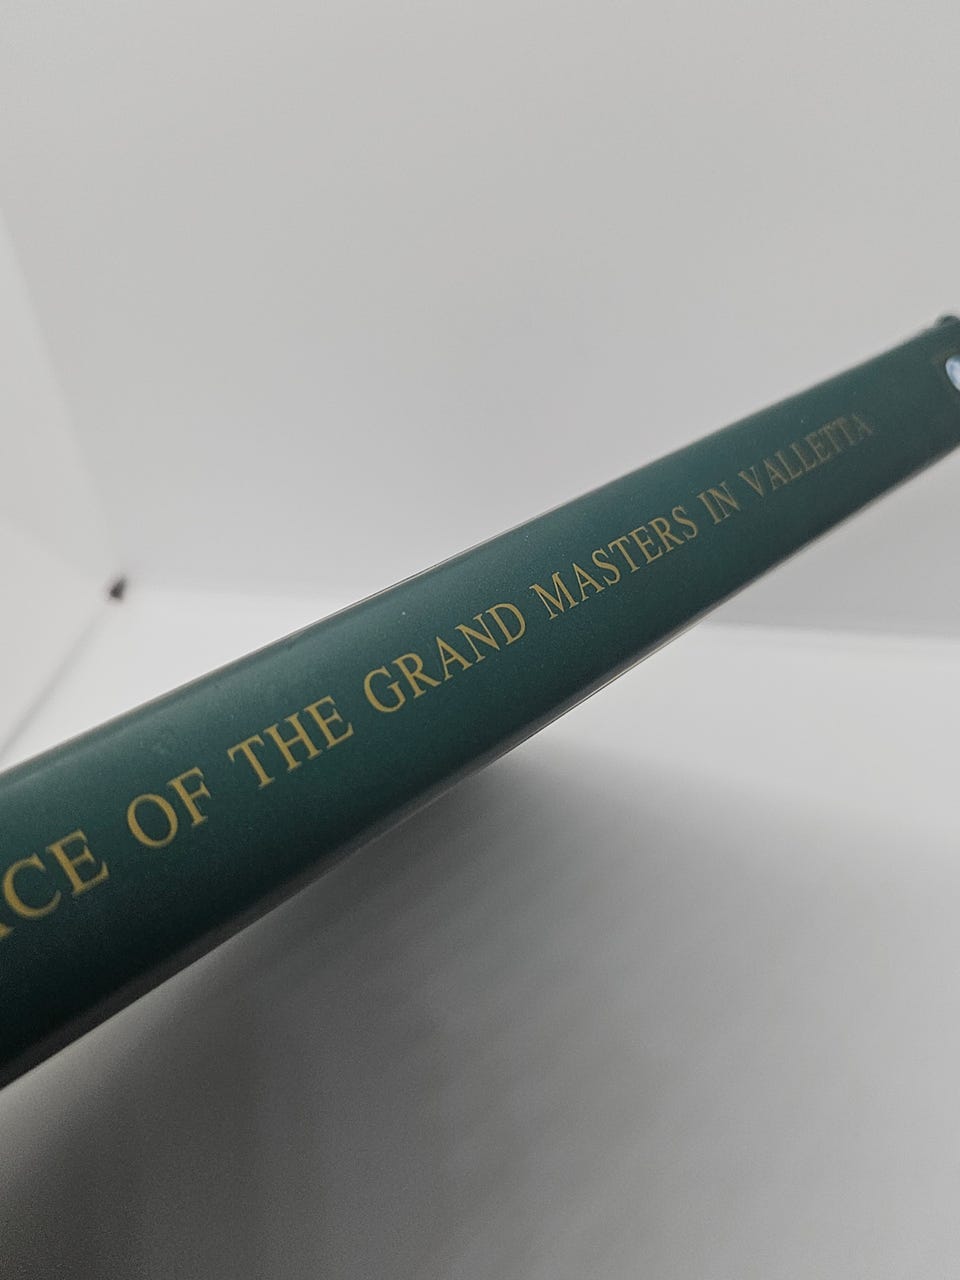 ACE OF THE GRAND MASTERS IN VALLETTA